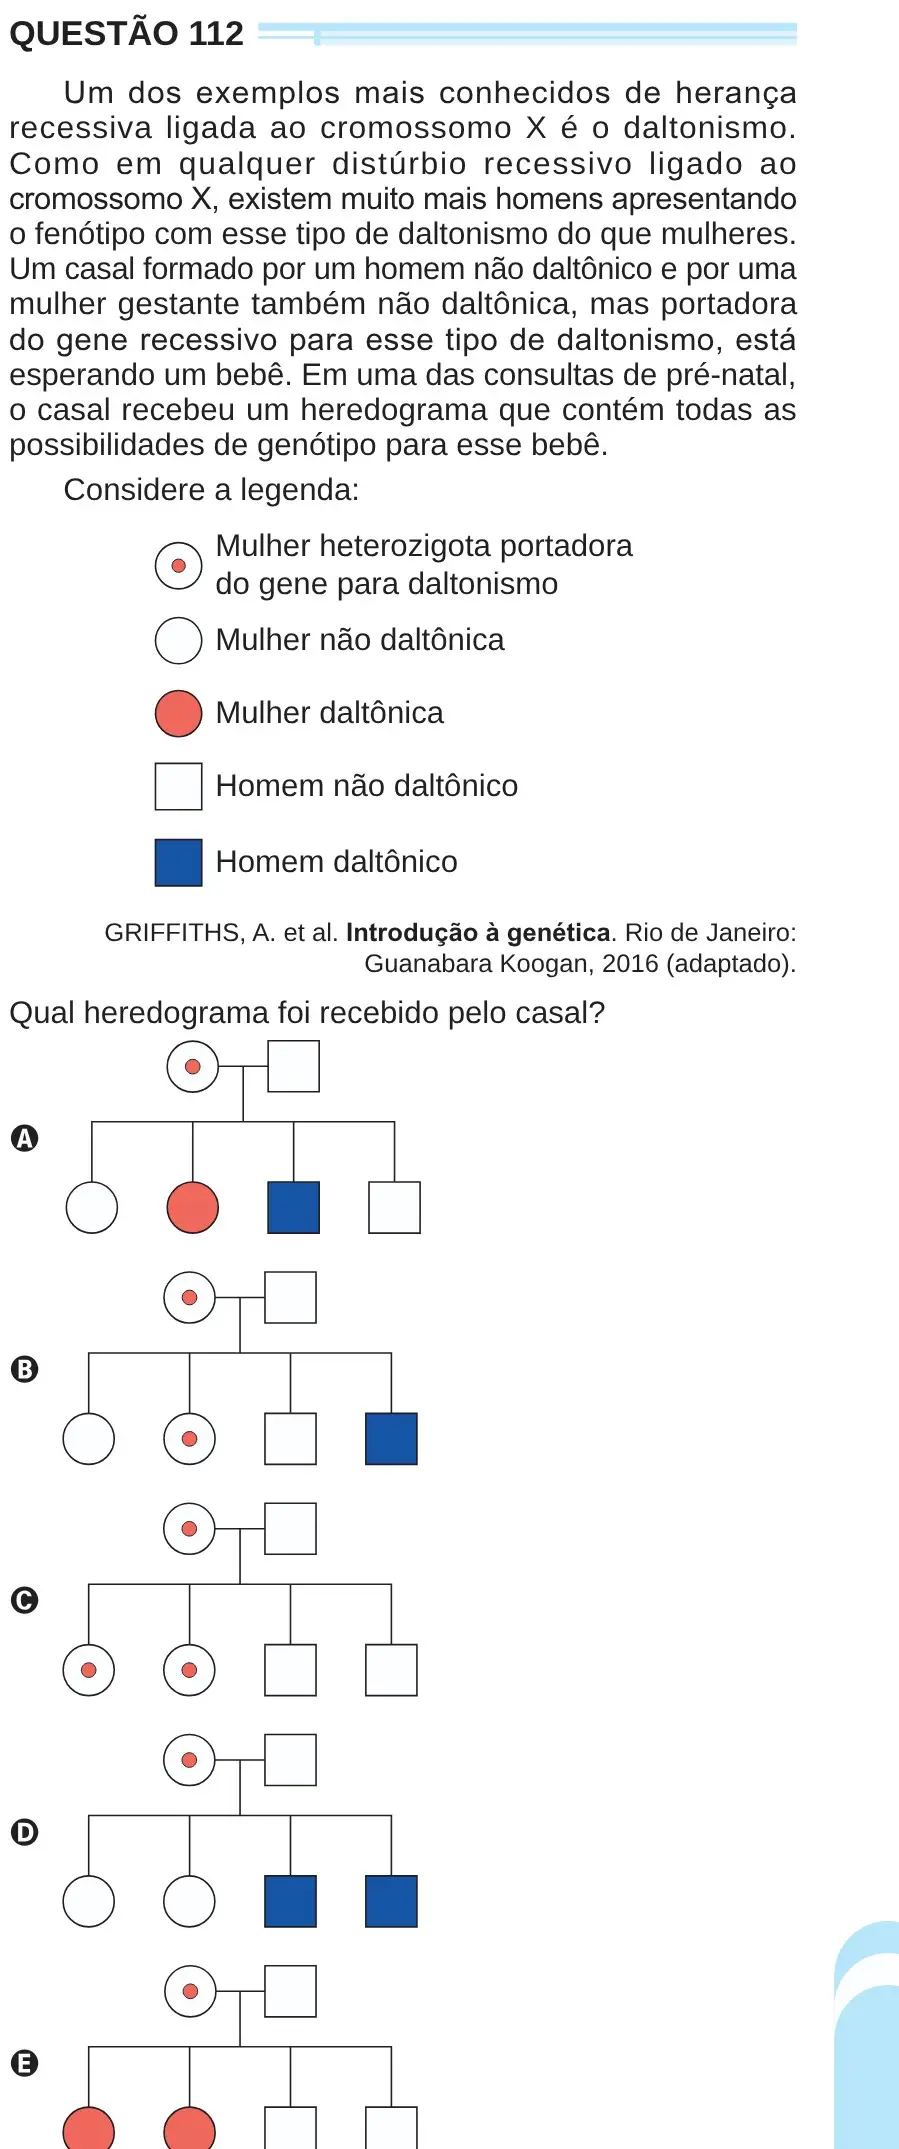 QUESTÃO 112
Um dos exemplos mais conhecidos de herança
recessiva ligada ao cromossomo X é o daltonismo.
Como em qualquer distúrbio recessivo ligado ao
cromossomo X, existem muito mais homens apresentando
o fenótipo com esse tipo de daltonismo do que mulheres.
Um casal formado por um homem não daltônico e por uma
mulher gestante também não daltônica, mas portadora
do gene recessivo para esse tipo de daltonismo, está
esperando um bebê. Em uma das consultas de pré-natal,
o casal recebeu um heredograma que contém todas as
possibilidades de genótipo para esse bebê.
Considere a legenda:
Mulher heterozigota portadora
do gene para daltonismo
Mulher não daltônica
Mulher daltônica
Homem não daltônico
Homem daltônico
GRIFFITHS, A. et al. Introdução à genética. Rio de Janeiro:
Guanabara Koogan, 2016 (adaptado).
Qual heredograma foi recebido pelo casal?
A
B
C
D
E